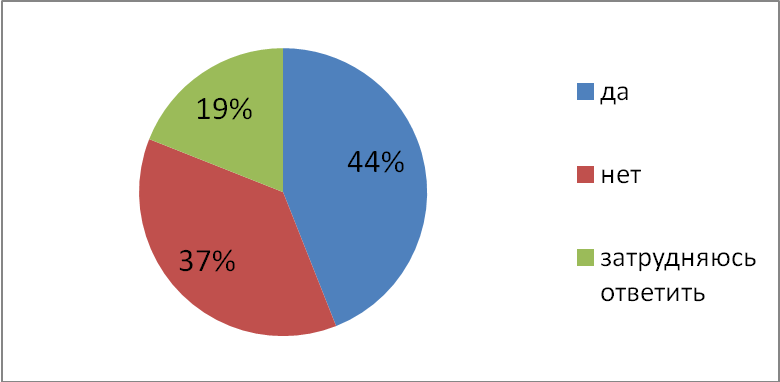 19%
44%
37%
да
нет
затрудняюсь
ответить